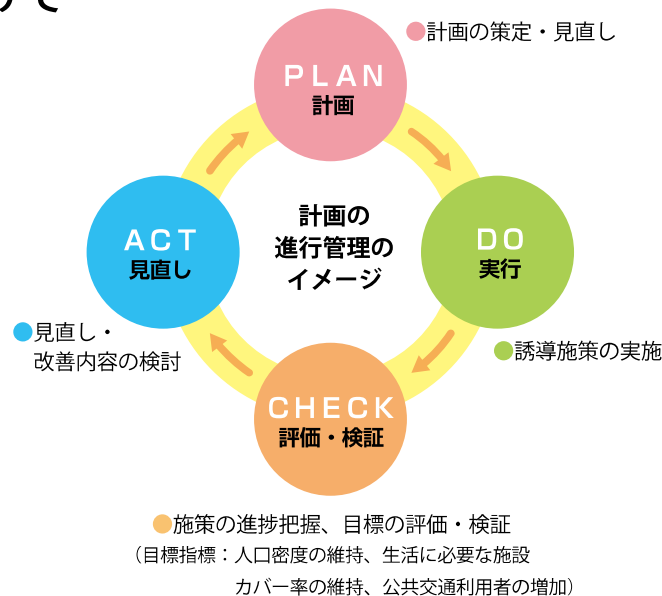 ●計画の策定・見直し
PLAN
計画
ACT
見直し
計画の
進行管理の
イメージ
DO
実行
●見直し・
改善内容の検討
●誘導施策の実施
CHECK
評価・検証
●施策の進捗把握、目標の評価・検証
（目標指標：人口密度の維持、生活に必要な施設
カバー率の維持、公共交通利用者の増加）